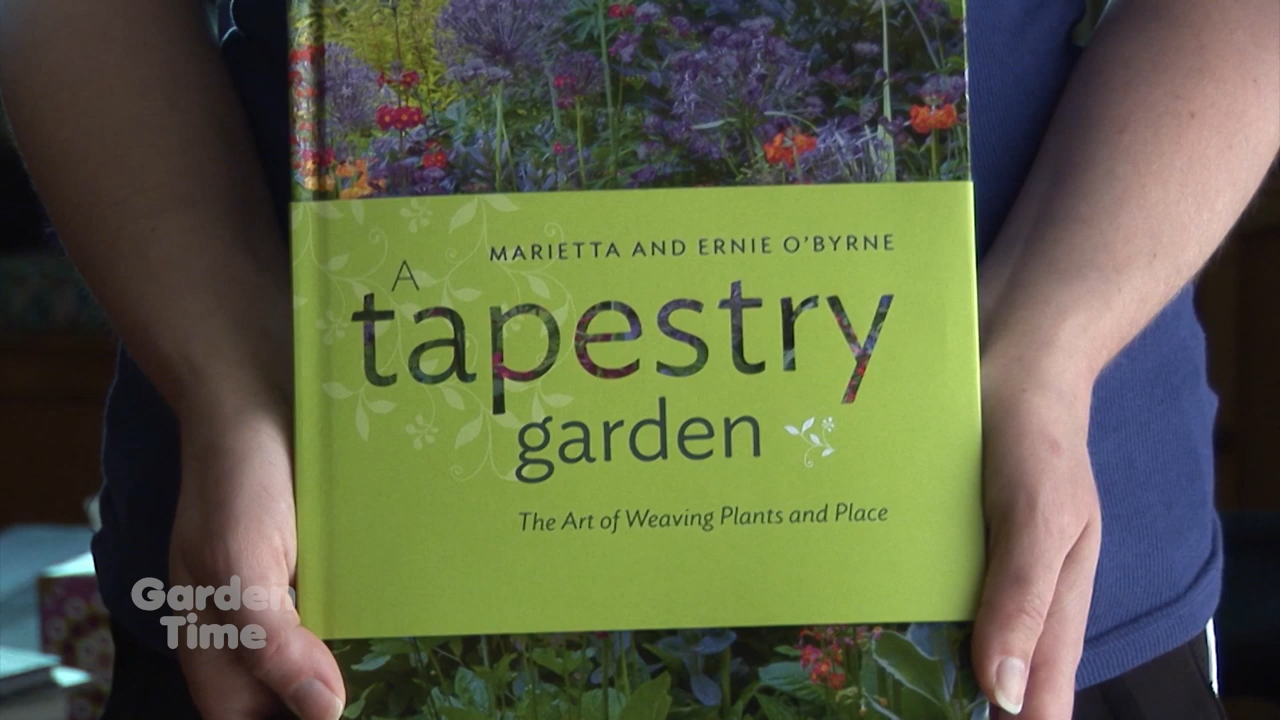 MARIETTA AND ERNIE O'BYRNE
A
tapestry
garden
The Art of Weaving Plants and Place
Garden
Time